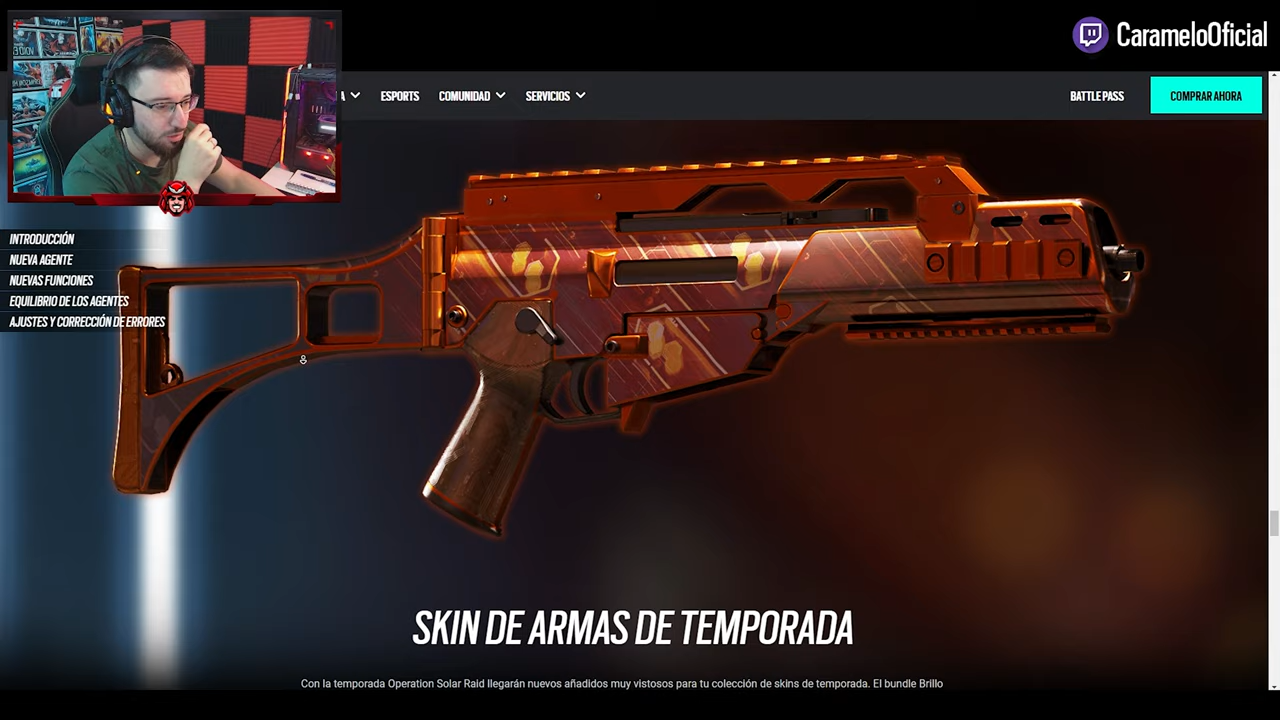 CarameloOficial
A
ESPORTS
COMUNIDAD
SERVICIOS
BATTLE PASS
COMPRAR AHORA
INTRODUCCIÓN
NUEVA AGENTE
NUEVAS FUNCIONES
EQUILIBRIO DE LOS AGENTES
AJUSTES Y CORRECCIÓN DE ERRORES
SKIN DE ARMAS DE TEMPORADA
Con la temporada Operation Solar Raid llegarán nuevos añadidos muy vistosos para tu colección de skins de temporada. El bundle Brillo